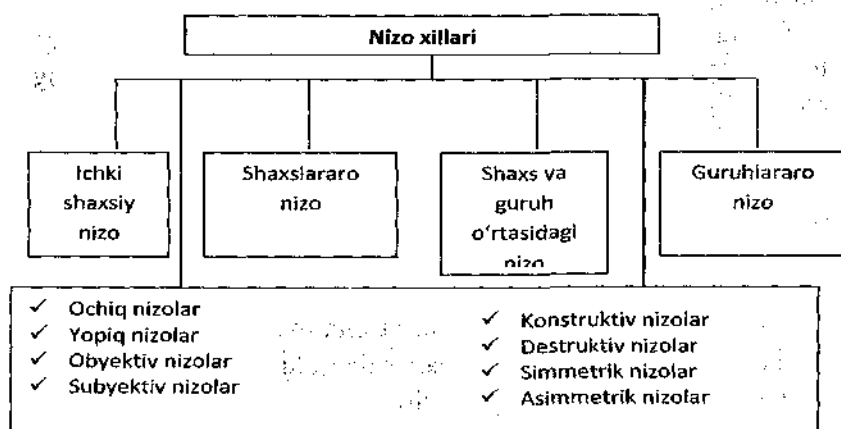 Nizo xillari
Ichki
shaxsiy
nizo
Shaxslararo
nizo
Shaxs va
guruh
o‘rtasidagi
nizo
Guruhlararo
nizo
✓ Ochiq nizolar
✓ Yopiq nizolar
✓ Obyektiv nizolar
✓ Subyektiv nizolar
✓ Konstruktiv nizolar
✓ Destruktiv nizolar
✓ Simmetrik nizolar
✓ Asimmetrik nizolar